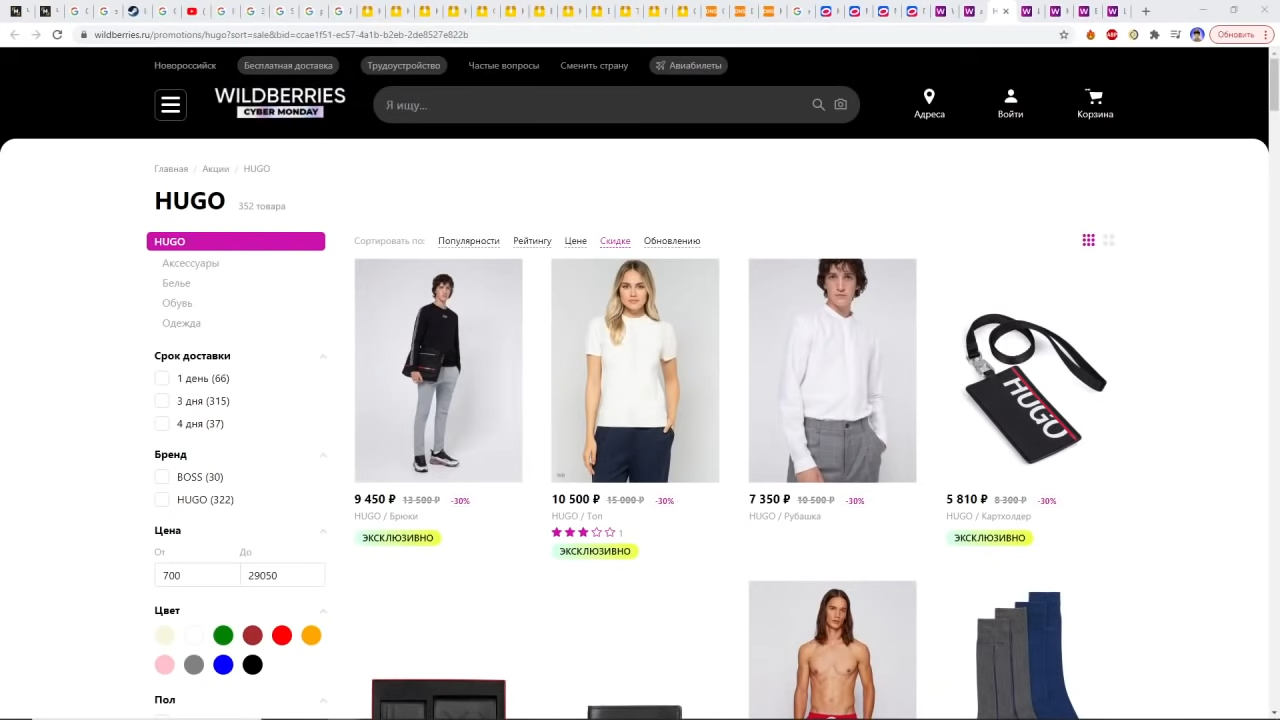 wildberries.ru/promotions/hugo?sort=sale&bid=ccae1f51-ec57-4a1b-b2eb-2de8527e822b
Обновить
Новороссийск Бесплатная доставка Трудоустройство Частые вопросы Сменить страну Авиабилеты
WILDBERRIES
CYBER MONDAY
Я ищу...
Адреса Войти Корзина
Главная / Акции / HUGO
HUGO 352 товара
HUGO
Аксессуары
Белье
Обувь
Одежда
Срок доставки
1 день (66)
3 дня (315)
4 дня (37)
Бренд
BOSS (30)
HUGO (322)
Цена
От До
700 29050
Цвет
Пол
Сортировать по: Популярности Рейтингу Цене Скидке Обновлению
HUGO
9 450 ₽ 13 500 ₽ -30%
HUGO / Брюки
ЭКСКЛЮЗИВНО
10 500 ₽ 15 000 ₽ -30%
HUGO / Топ
1
ЭКСКЛЮЗИВНО
7 350 ₽ 10 500 ₽ -30%
HUGO / Рубашка
5 810 ₽ 8 300 ₽ -30%
HUGO / Картхолдер
ЭКСКЛЮЗИВНО